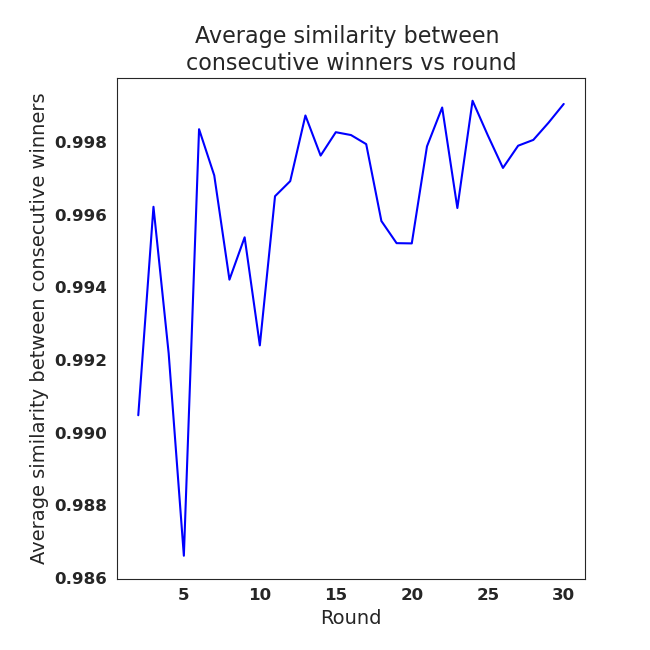 Average similarity between
consecutive winners vs round
Average similarity between consecutive winners
0.998
0.996
0.994
0.992
0.990
0.988
0.986
5 10 15 20 25 30
Round